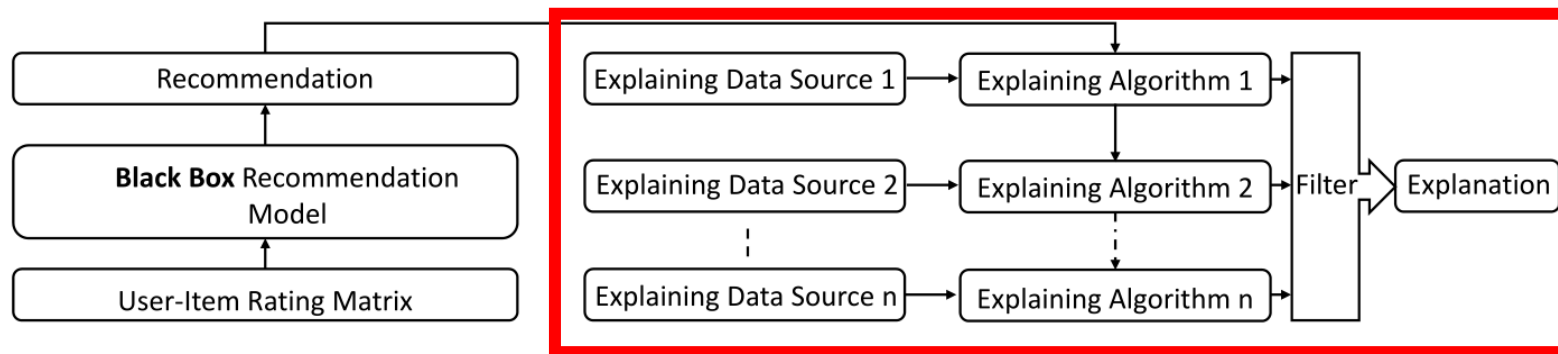 Recommendation
Black Box Recommendation
Model
User-Item Rating Matrix
Explaining Data Source 1
Explaining Algorithm 1
Explaining Data Source 2
Explaining Algorithm 2
Explaining Data Source n
Explaining Algorithm n
Filter
Explanation